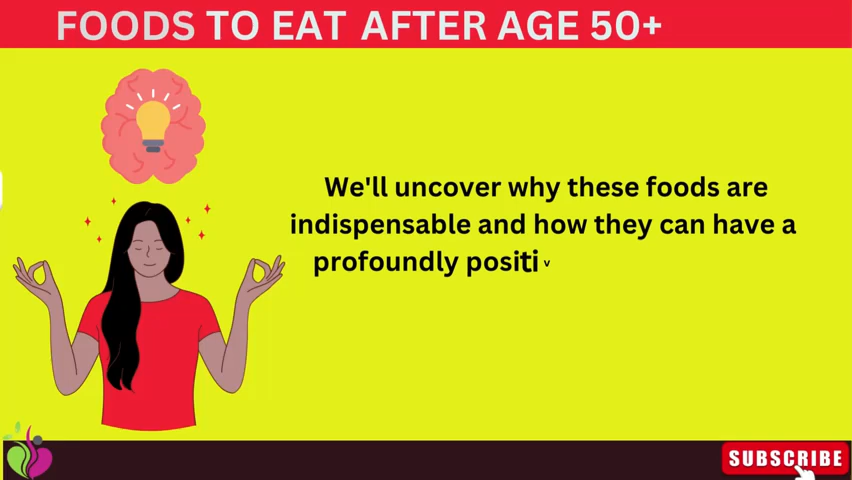 FOODS TO EAT AFTER AGE 50+
We'll uncover why these foods are
indispensable and how they can have a
profoundly positiv
SUBSCRIBE